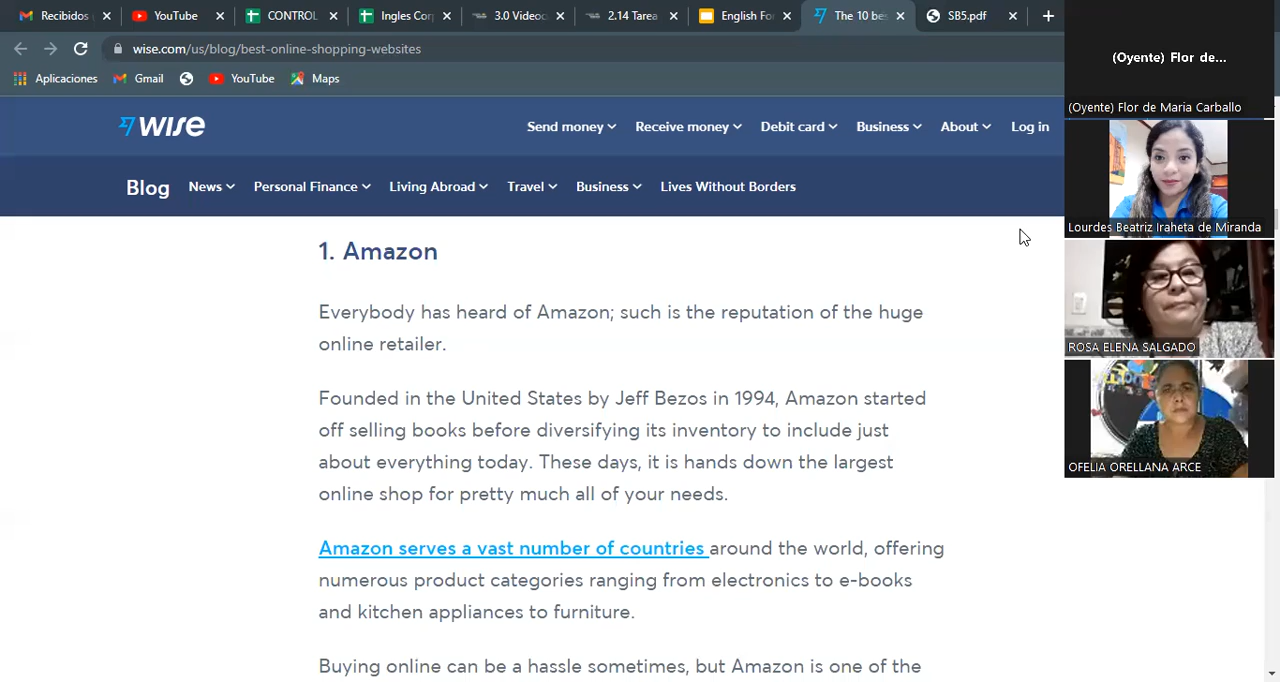 Recibidos
YouTube
CONTROL
Ingles Cor
3.0 Videoc
2.14 Tarea
English Fo
The 10 bes
SB5.pdf
wise.com/us/blog/best-online-shopping-websites
Aplicaciones Gmail YouTube Maps
WISE
Send money Receive money Debit card Business About Log in
Blog News Personal Finance Living Abroad Travel Business Lives Without Borders
1. Amazon
Everybody has heard of Amazon; such is the reputation of the huge
online retailer.
Founded in the United States by Jeff Bezos in 1994, Amazon started
off selling books before diversifying its inventory to include just
about everything today. These days, it is hands down the largest
online shop for pretty much all of your needs.
Amazon serves a vast number of countries around the world, offering
numerous product categories ranging from electronics to e-books
and kitchen appliances to furniture.
Buying online can be a hassle sometimes, but Amazon is one of the
(Oyente) Flor de...
(Oyente) Flor de Maria Carballo
Lourdes Beatriz Iraheta de Miranda
ROSA ELENA SALGADO
OFELIA ORELLANA ARCE